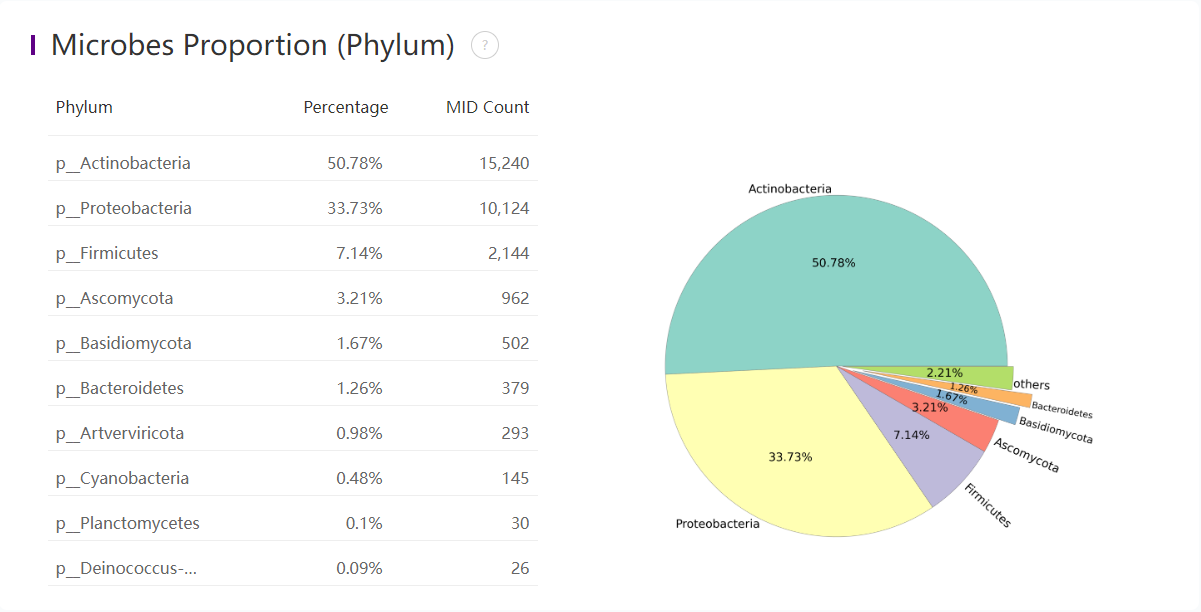 Microbes Proportion (Phylum) ?
Phylum Percentage MID Count
p__Actinobacteria 50.78% 15,240
p__Proteobacteria 33.73% 10,124
p__Firmicutes 7.14% 2,144
p__Ascomycota 3.21% 962
p__Basidiomycota 1.67% 502
p__Bacteroidetes 1.26% 379
p__Artverviricota 0.98% 293
p__Cyanobacteria 0.48% 145
p__Planctomycetes 0.1% 30
p__Deinococcus-... 0.09% 26
Actinobacteria
50.78%
2.21%
others
1.26%
Bacteroidetes
1.67%
Basidiomycota
3.21%
Ascomycota
7.14%
Firmicutes
33.73%
Proteobacteria